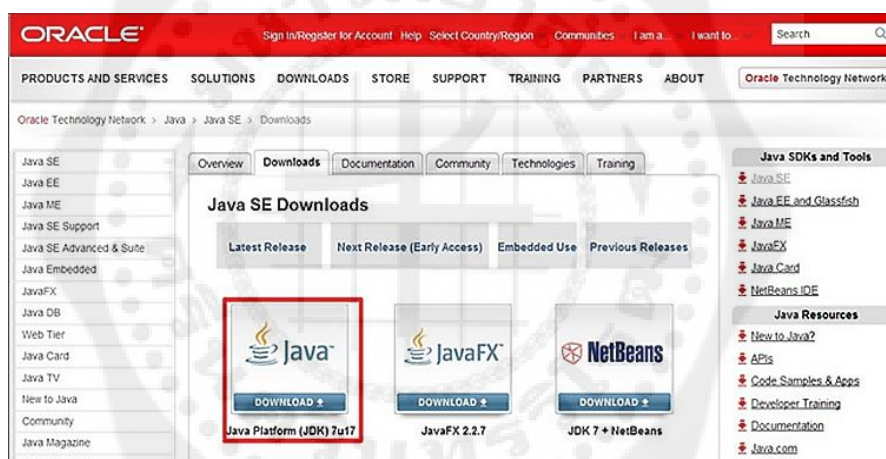 ORACLE
Sign In/Register for Account Help Select Country/Region Communities I am a... I want to... Search
PRODUCTS AND SERVICES SOLUTIONS DOWNLOADS STORE SUPPORT TRAINING PARTNERS ABOUT Oracle Technology Network
Oracle Technology Network > Java > Java SE > Downloads
Java SE
Java EE
Java ME
Java SE Support
Java SE Advanced & Suite
Java Embedded
JavaFX
Java DB
Web Tier
Java Card
Java TV
New to Java
Community
Java Magazine
Overview Downloads Documentation Community Technologies Training
Java SE Downloads
Latest Release Next Release (Early Access) Embedded Use Previous Releases
Java JavaFX NetBeans
DOWNLOAD DOWNLOAD DOWNLOAD
Java Platform (JDK) 7u17 JavaFX 2.2.7 JDK 7 + NetBeans
Java SDKs and Tools
Java SE
Java EE and Glassfish
Java ME
JavaFX
Java Card
NetBeans IDE
Java Resources
New to Java?
APIs
Code Samples & Apps
Developer Training
Documentation
Java.com